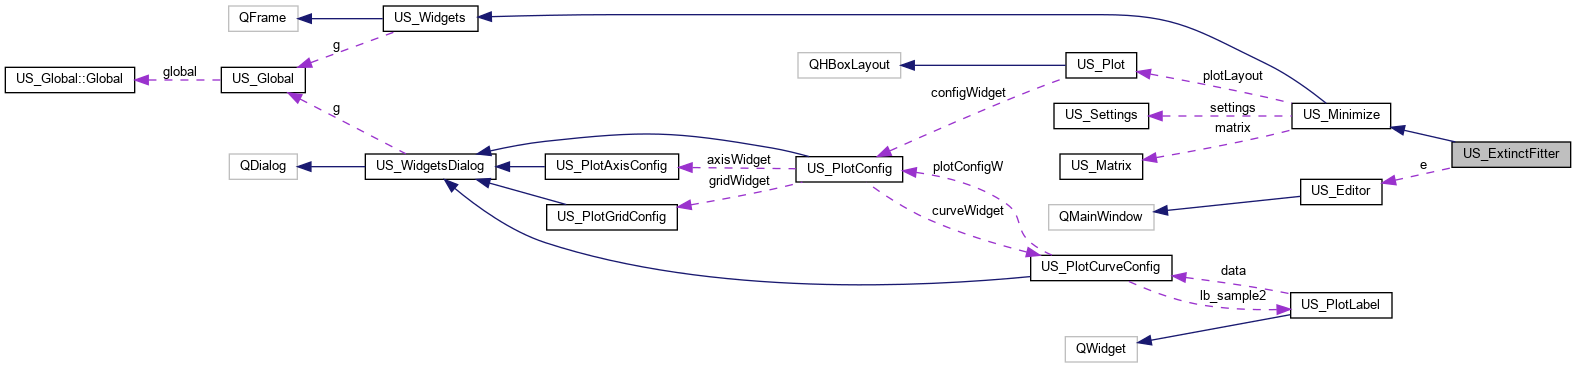 QFrame
US_Widgets
g
US_Global::Global
global
US_Global
g
QHBoxLayout
US_Plot
plotLayout
configWidget
US_Settings
settings
US_Minimize
matrix
US_Matrix
US_ExtinctFitter
e
QDialog
US_WidgetsDialog
US_PlotAxisConfig
axisWidget
US_PlotConfig
plotConfigW
gridWidget
US_PlotGridConfig
curveWidget
US_Editor
QMainWindow
US_PlotCurveConfig
data
lb_sample2
US_PlotLabel
QWidget